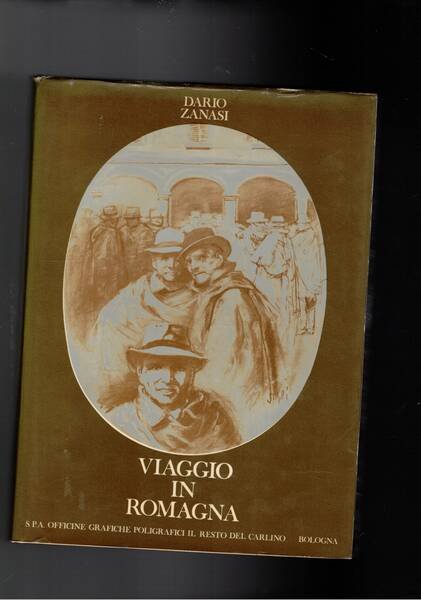 DARIO
ZANASI
VIAGGIO
IN
ROMAGNA
S.P.A. OFFICINE GRAFICHE POLIGRAFICI IL RESTO DEL CARLINO BOLOGNA